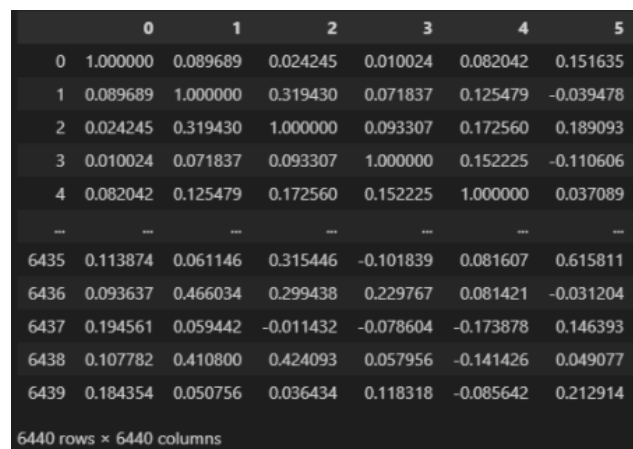 0 1 2 3 4 5
0 1.000000 0.089689 0.024245 0.010024 0.082042 0.151635
1 0.089689 1.000000 0.319430 0.071837 0.125479 -0.039478
2 0.024245 0.319430 1.000000 0.093307 0.172560 0.189093
3 0.010024 0.071837 0.093307 1.000000 0.152225 -0.110606
4 0.082042 0.125479 0.172560 0.152225 1.000000 0.037089
... ... ... ... ... ... ...
6435 0.113874 0.061146 0.315446 -0.101839 0.081607 0.615811
6436 0.093637 0.466034 0.299438 0.229767 0.081421 -0.031204
6437 0.194561 0.059442 -0.011432 -0.078604 -0.173878 0.146393
6438 0.107782 0.410800 0.424093 0.057956 -0.141426 0.049077
6439 0.184354 0.050756 0.036434 0.118318 -0.085642 0.212914
6440 rows × 6440 columns